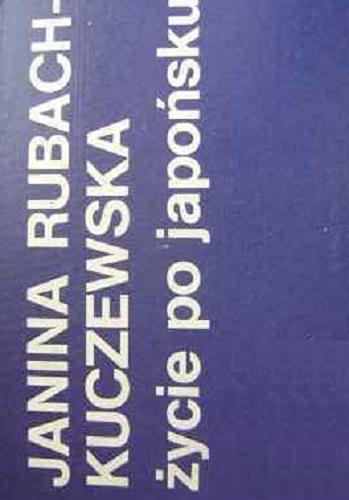 JANINA RUBACH-
KUCZEWSKA
życie po japońsku